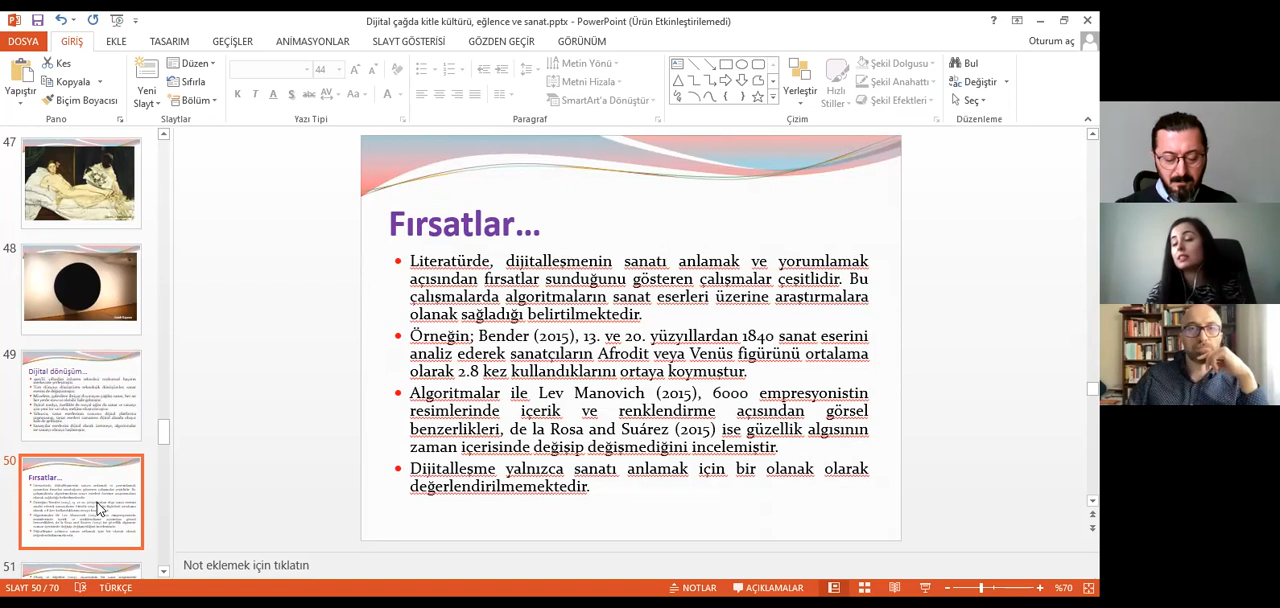 Dijital çağda kitle kültürü, eğlence ve sanat.pptx - PowerPoint (Ürün Etkinleştirilemedi)
DOSYA GİRİŞ EKLE TASARIM GEÇİŞLER ANİMASYONLAR SLAYT GÖSTERİSİ GÖZDEN GEÇİR GÖRÜNÜM Oturum aç
Yapıştır
Kes
Kopyala
Biçim Boyacısı
Pano
Yeni
Slayt
Düzen
Sıfırla
Bölüm
Slaytlar
44
K T A S abc AV Aa A
Yazı Tipi
Metin Yönü
Metni Hizala
SmartArt'a Dönüştür
Paragraf
Yerleştir
Hızlı
Stiller
Şekil Dolgusu
Şekil Anahattı
Şekil Efektleri
Çizim
Bul
Değiştir
Seç
Düzenleme
47
48
49
Dijital dönüşüm...
50
Fırsatlar...
51
Fırsatlar...
Literatürde, dijitalleşmenin sanatı anlamak ve yorumlamak
açısından fırsatlar sunduğunu gösteren çalışmalar çeşitlidir. Bu
çalışmalarda algoritmaların sanat eserleri üzerine araştırmalara
olanak sağladığı belirtilmektedir.
Örneğin; Bender (2015), 13. ve 20. yüzyıllardan 1840 sanat eserini
analiz ederek sanatçıların Afrodit veya Venüs figürünü ortalama
olarak 2.8 kez kullandıklarını ortaya koymuştur.
Algoritmalar ile Lev Manovich (2015), 6000 empresyonistin
resimlerinde içerik ve renklendirme açısından görsel
benzerlikleri, de la Rosa and Suárez (2015) ise güzellik algısının
zaman içerisinde değişip değişmediğini incelemiştir.
Dijitalleşme yalnızca sanatı anlamak için bir olanak olarak
değerlendirilmemektedir.
Not eklemek için tıklatın
SLAYT 50 / 70 TÜRKÇE NOTLAR AÇIKLAMALAR %70